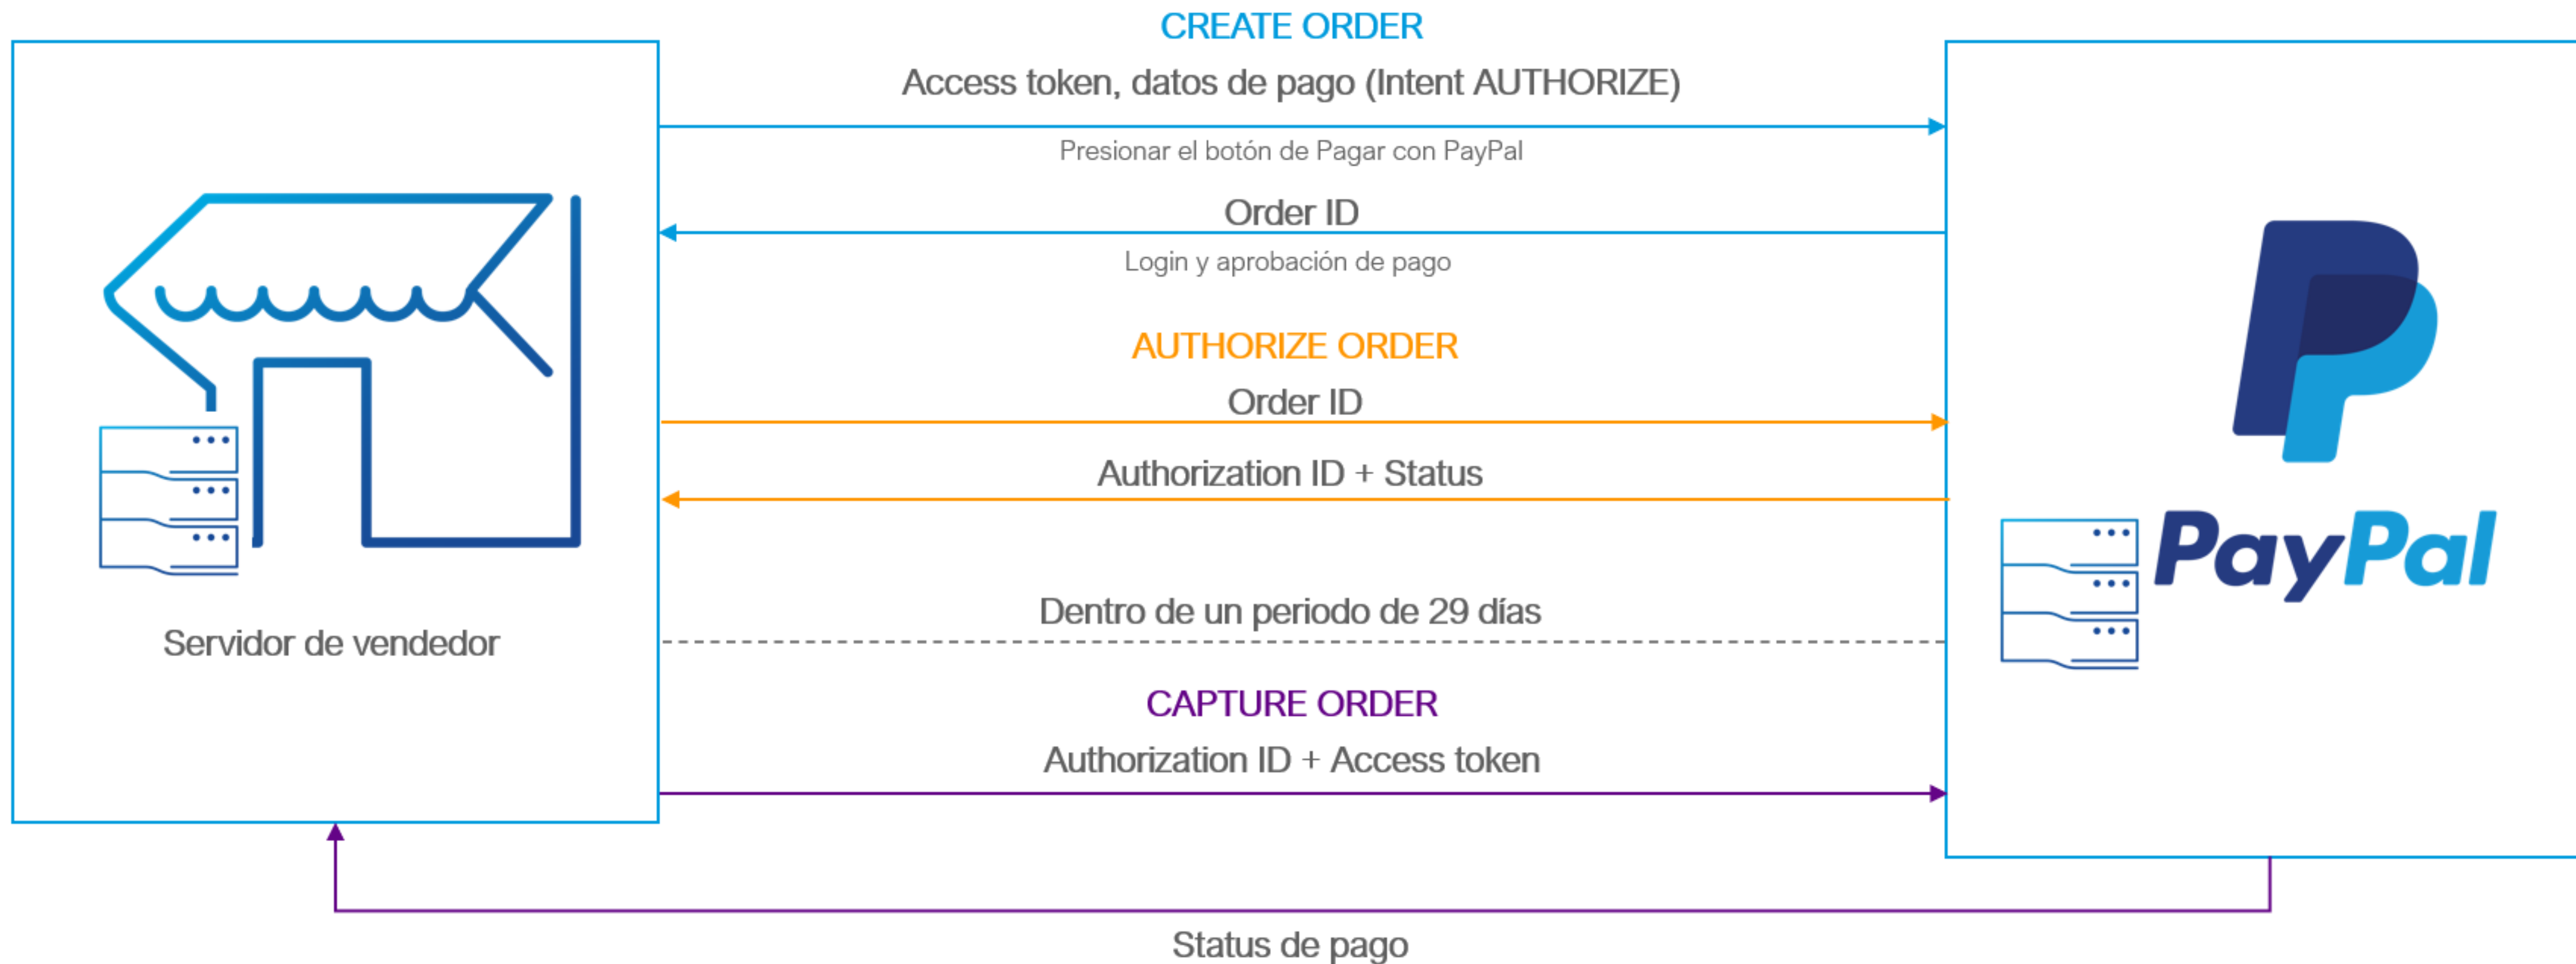 CREATE ORDER
Access token, datos de pago (Intent AUTHORIZE)
Presionar el botón de Pagar con PayPal
Order ID
Login y aprobación de pago
AUTHORIZE ORDER
Order ID
Authorization ID + Status
Dentro de un periodo de 29 días
CAPTURE ORDER
Authorization ID + Access token
Status de pago
Servidor de vendedor
PayPal